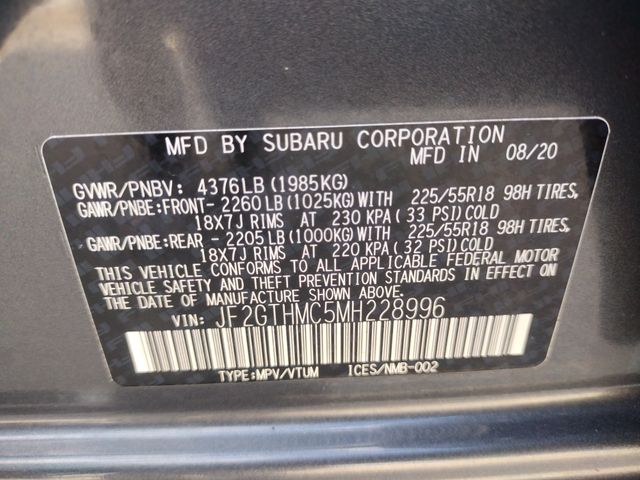 MFD BY SUBARU CORPORATION
MFD IN 08/20
GVWR/PNBV: 4376LB (1985KG)
GAWR/PNBE:FRONT- 2260 LB (1025KG) WITH 225/55R18 98H TIRES,
18X7J RIMS AT 230 KPA ( 33 PSI) COLD
GAWR/PNBE:REAR - 2205 LB (1000KG) WITH 225/55R18 98H TIRES,
18X7J RIMS AT 220 KPA ( 32 PSI) COLD
THIS VEHICLE CONFORMS TO ALL APPLICABLE FEDERAL MOTOR
VEHICLE SAFETY AND THEFT PREVENTION STANDARDS IN EFFECT ON
THE DATE OF MANUFACTURE SHOWN ABOVE.
VIN: JF2GTHMC5MH228996
TYPE:MPV/VTUM ICES/NMB-002